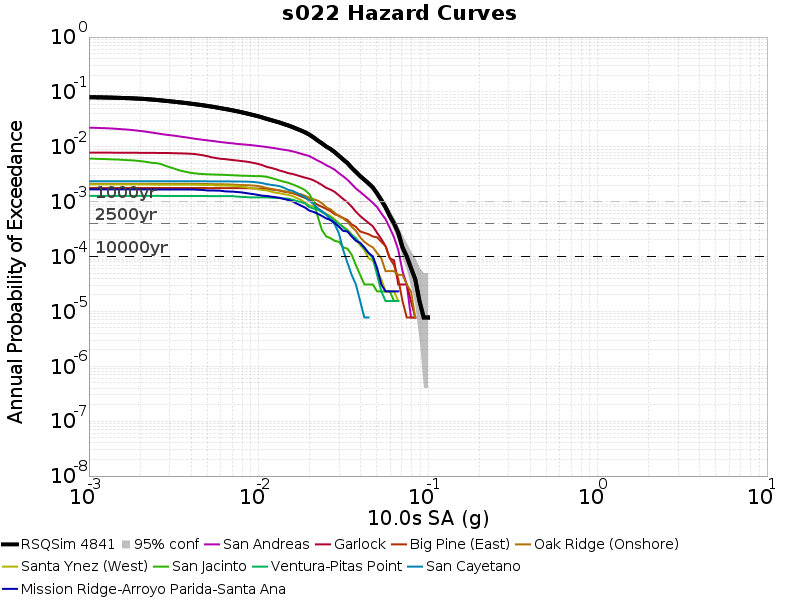 s022 Hazard Curves
10^0
10^-1
10^-2
10^-3
10^-4
10^-5
10^-6
10^-7
10^-8
Annual Probability of Exceedance
1000yr
2500yr
10000yr
10^-3 10^-2 10^-1 10^0 10^1
10.0s SA (g)
RSQSim 4841 95% conf San Andreas Garlock Big Pine (East) Oak Ridge (Onshore)
Santa Ynez (West) San Jacinto Ventura-Pitas Point San Cayetano
Mission Ridge-Arroyo Parida-Santa Ana